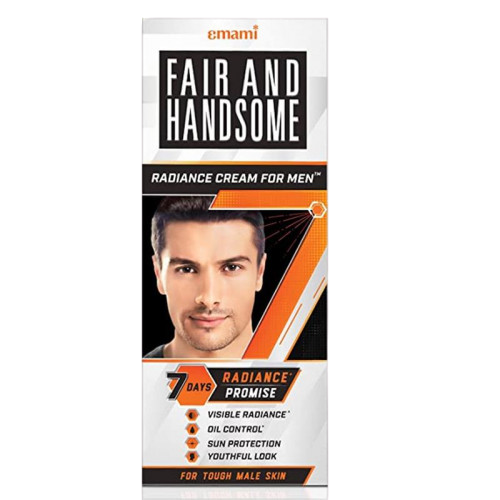 emami
FAIR AND
HANDSOME
RADIANCE CREAM FOR MEN™
7 DAYS
RADIANCE+
PROMISE
VISIBLE RADIANCE*
OIL CONTROL*
SUN PROTECTION
YOUTHFUL LOOK
FOR TOUGH MALE SKIN